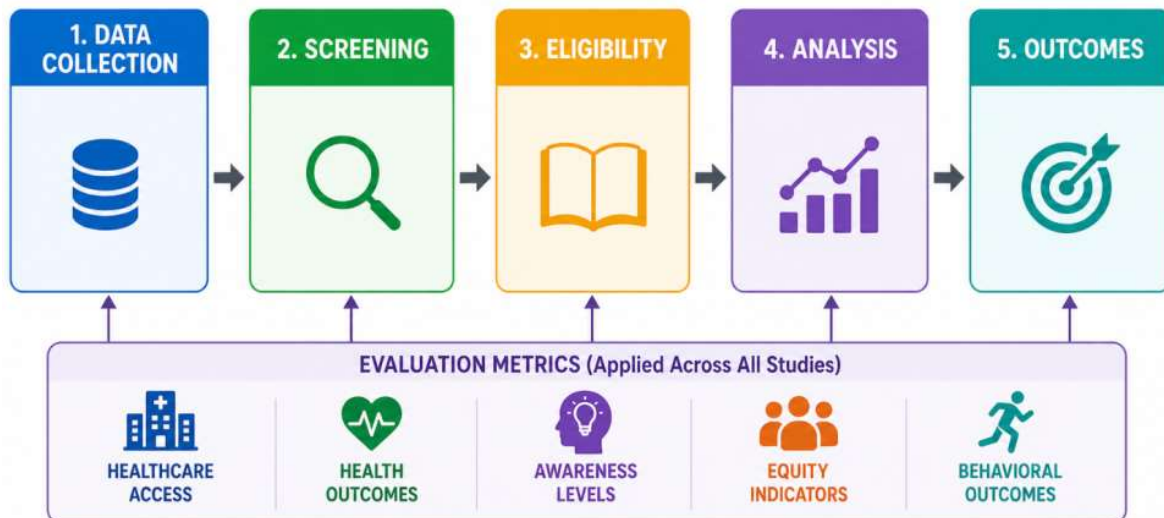 1. DATA
COLLECTION
2. SCREENING
3. ELIGIBILITY
4. ANALYSIS
5. OUTCOMES
EVALUATION METRICS (Applied Across All Studies)
HEALTHCARE
ACCESS
HEALTH
OUTCOMES
AWARENESS
LEVELS
EQUITY
INDICATORS
BEHAVIORAL
OUTCOMES